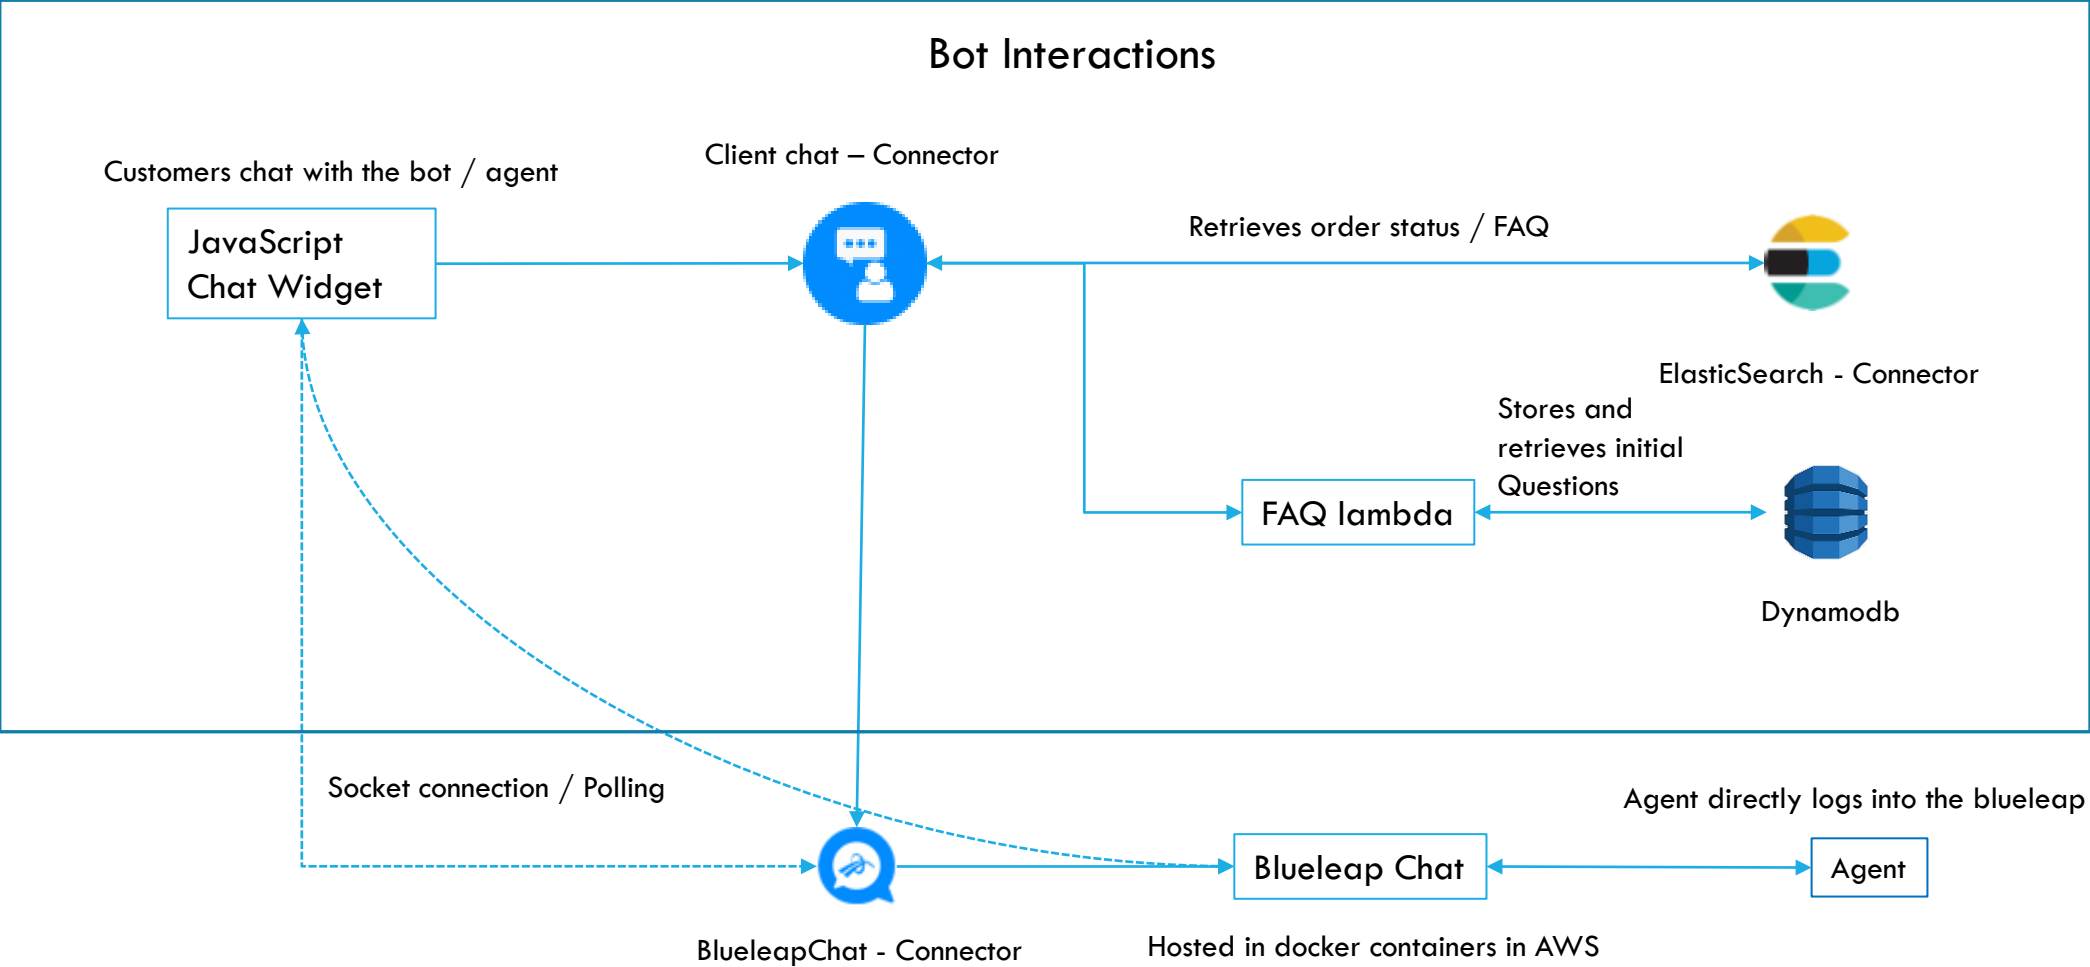 Bot Interactions
Customers chat with the bot / agent
Client chat – Connector
JavaScript
Chat Widget
Retrieves order status / FAQ
ElasticSearch - Connector
Stores and
retrieves initial
Questions
FAQ lambda
Dynamodb
Socket connection / Polling
Agent directly logs into the blueleap
Blueleap Chat
Agent
BlueleapChat - Connector
Hosted in docker containers in AWS